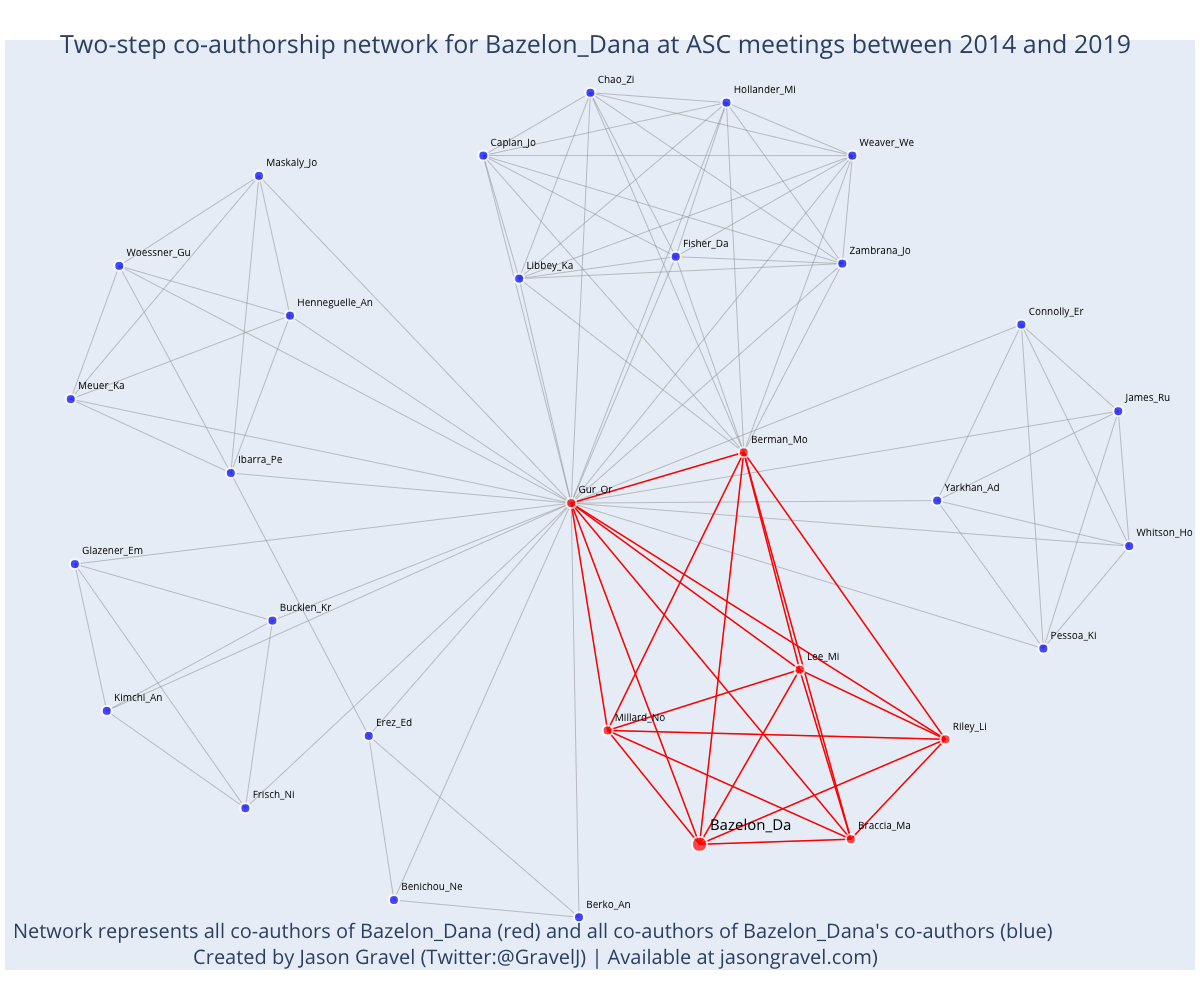 Two-step co-authorship network for Bazelon_Dana at ASC meetings between 2014 and 2019
Chao_Zi
Hollander_Mi
Caplan_Jo
Weaver_We
Maskaly_Jo
Fisher_Da
Woessner_Gu
Zambrana_Jo
Libbey_Ka
Henneguelle_An
Connolly_Er
Meuer_Ka
James_Ru
Berman_Mo
Ibarra_Pe
Gur_Or
Yarkhan_Ad
Whitson_Ho
Glazener_Em
Bucklen_Kr
Pessoa_Ki
Lee_Mi
Kimchi_An
Millard_No
Erez_Ed
Riley_Li
Frisch_Ni
Bazelon_Da
Braccia_Ma
Benichou_Ne
Berko_An
Network represents all co-authors of Bazelon_Dana (red) and all co-authors of Bazelon_Dana's co-authors (blue)
Created by Jason Gravel (Twitter:@GravelJ) | Available at jasongravel.com)